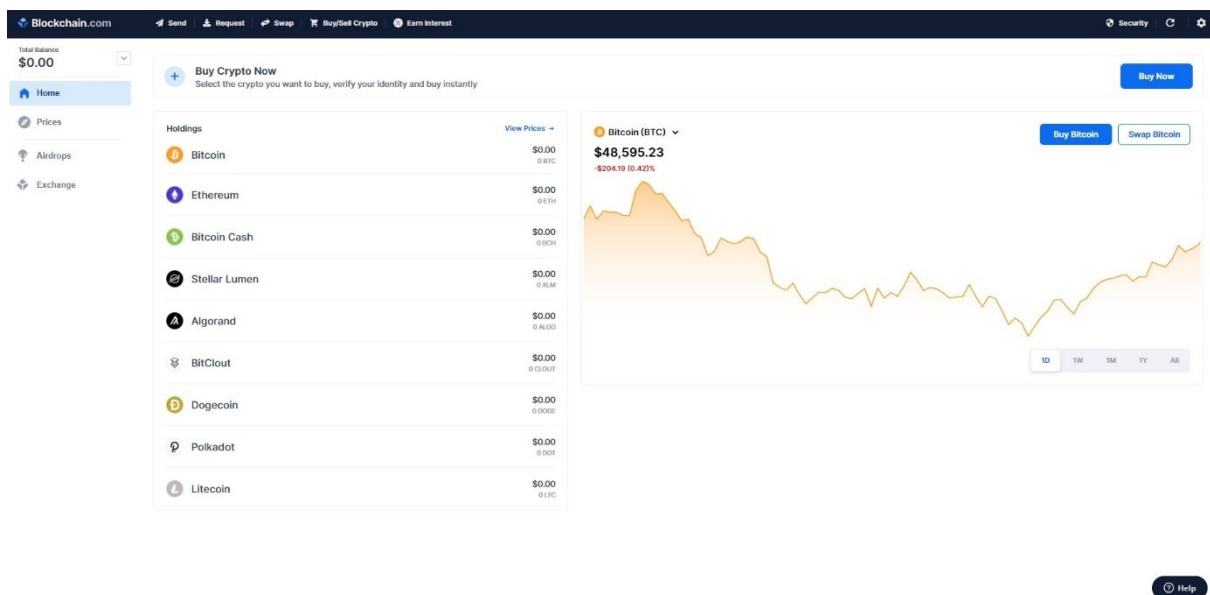 Blockchain.com
Send Request Swap Buy/Sell Crypto Earn Interest
Security
Total Balance
$0.00
Home
Prices
Airdrops
Exchange
Buy Crypto Now
Select the crypto you want to buy, verify your identity and buy instantly
Buy Now
Holdings
View Prices →
Bitcoin
$0.00
0 BTC
Ethereum
$0.00
0 ETH
Bitcoin Cash
$0.00
0 BCH
Stellar Lumen
$0.00
0 XLM
Algorand
$0.00
0 ALGO
BitClout
$0.00
0 CLOUT
Dogecoin
$0.00
0 DOGE
Polkadot
$0.00
0 DOT
Litecoin
$0.00
0 LTC
Bitcoin (BTC)
$48,595.23
-$204.19 (0.42)%
Buy Bitcoin
Swap Bitcoin
1D 1W 1M 1Y All
Help